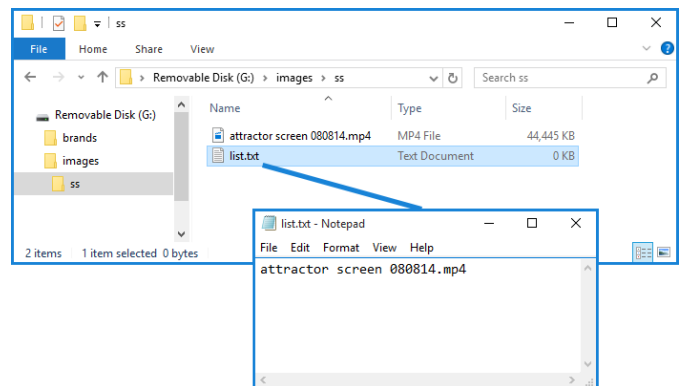 ss
File Home Share View
Removable Disk (G:) > images > ss
Search ss
Removable Disk (G:)
brands
images
ss
Name Type Size
attractor screen 080814.mp4 MP4 File 44,445 KB
list.txt Text Document 0 KB
2 items 1 item selected 0 bytes
list.txt - Notepad
File Edit Format View Help
attractor screen 080814.mp4